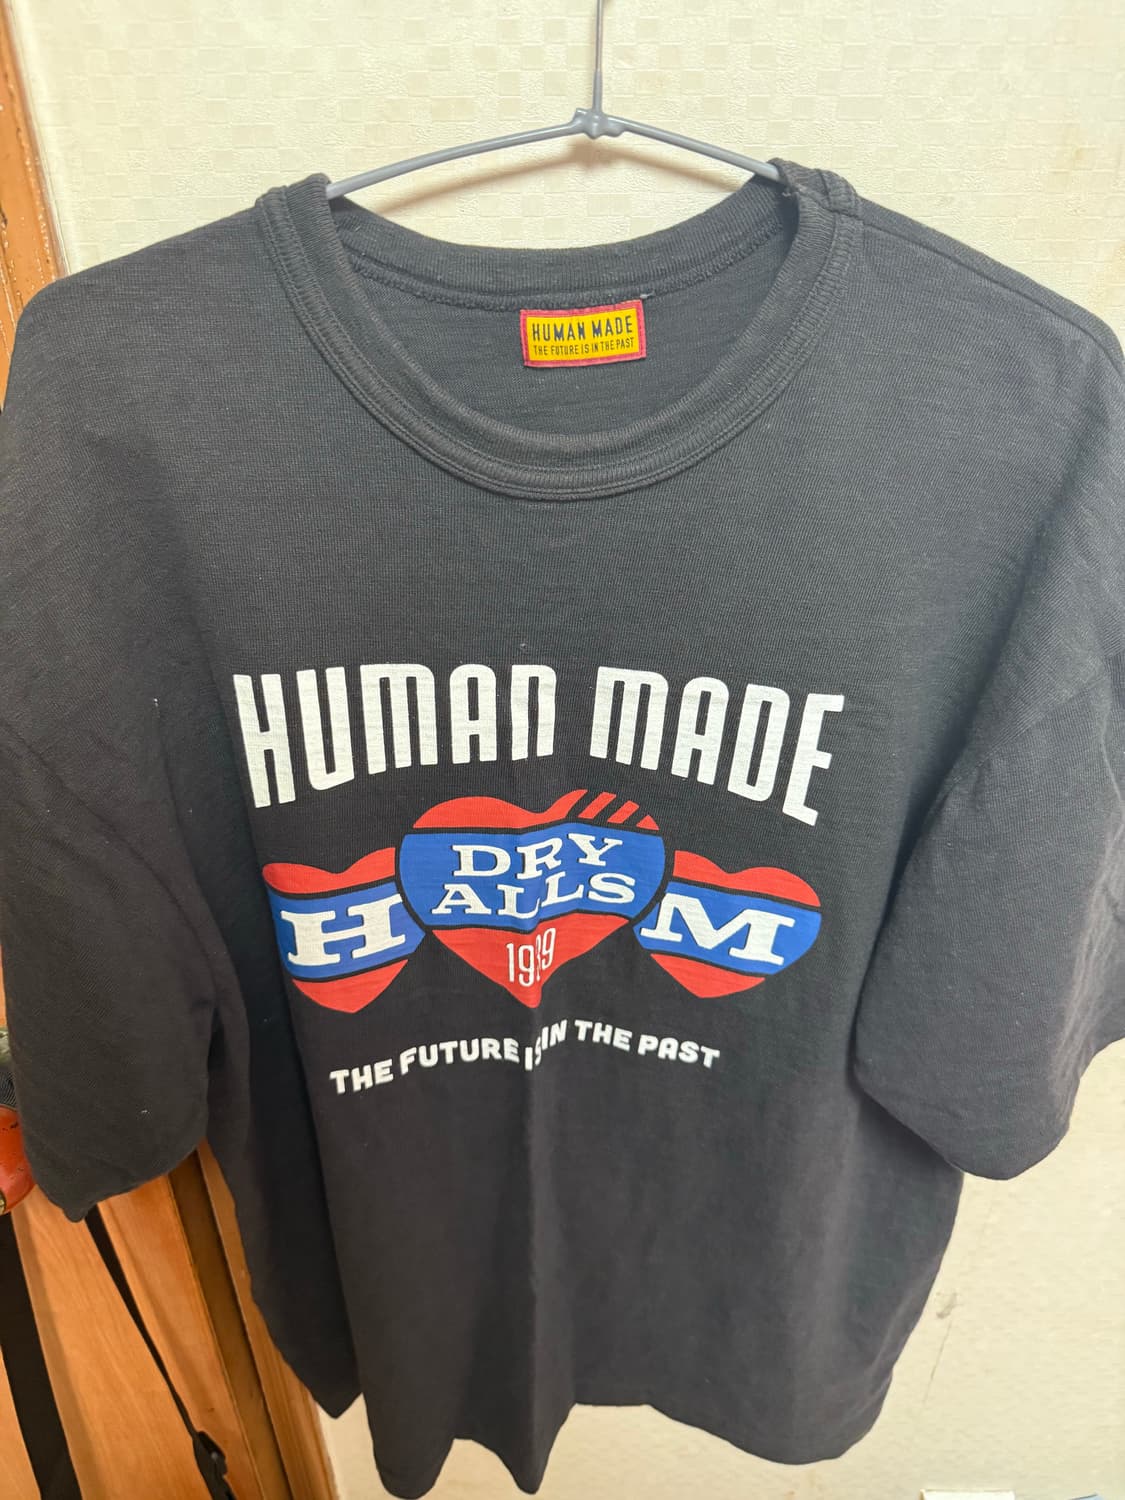 HUMAN MADE
THE FUTURE IS IN THE PAST
HUMAN MADE
DRY
ALLS
H M
THE FUTURE IS IN THE PAST